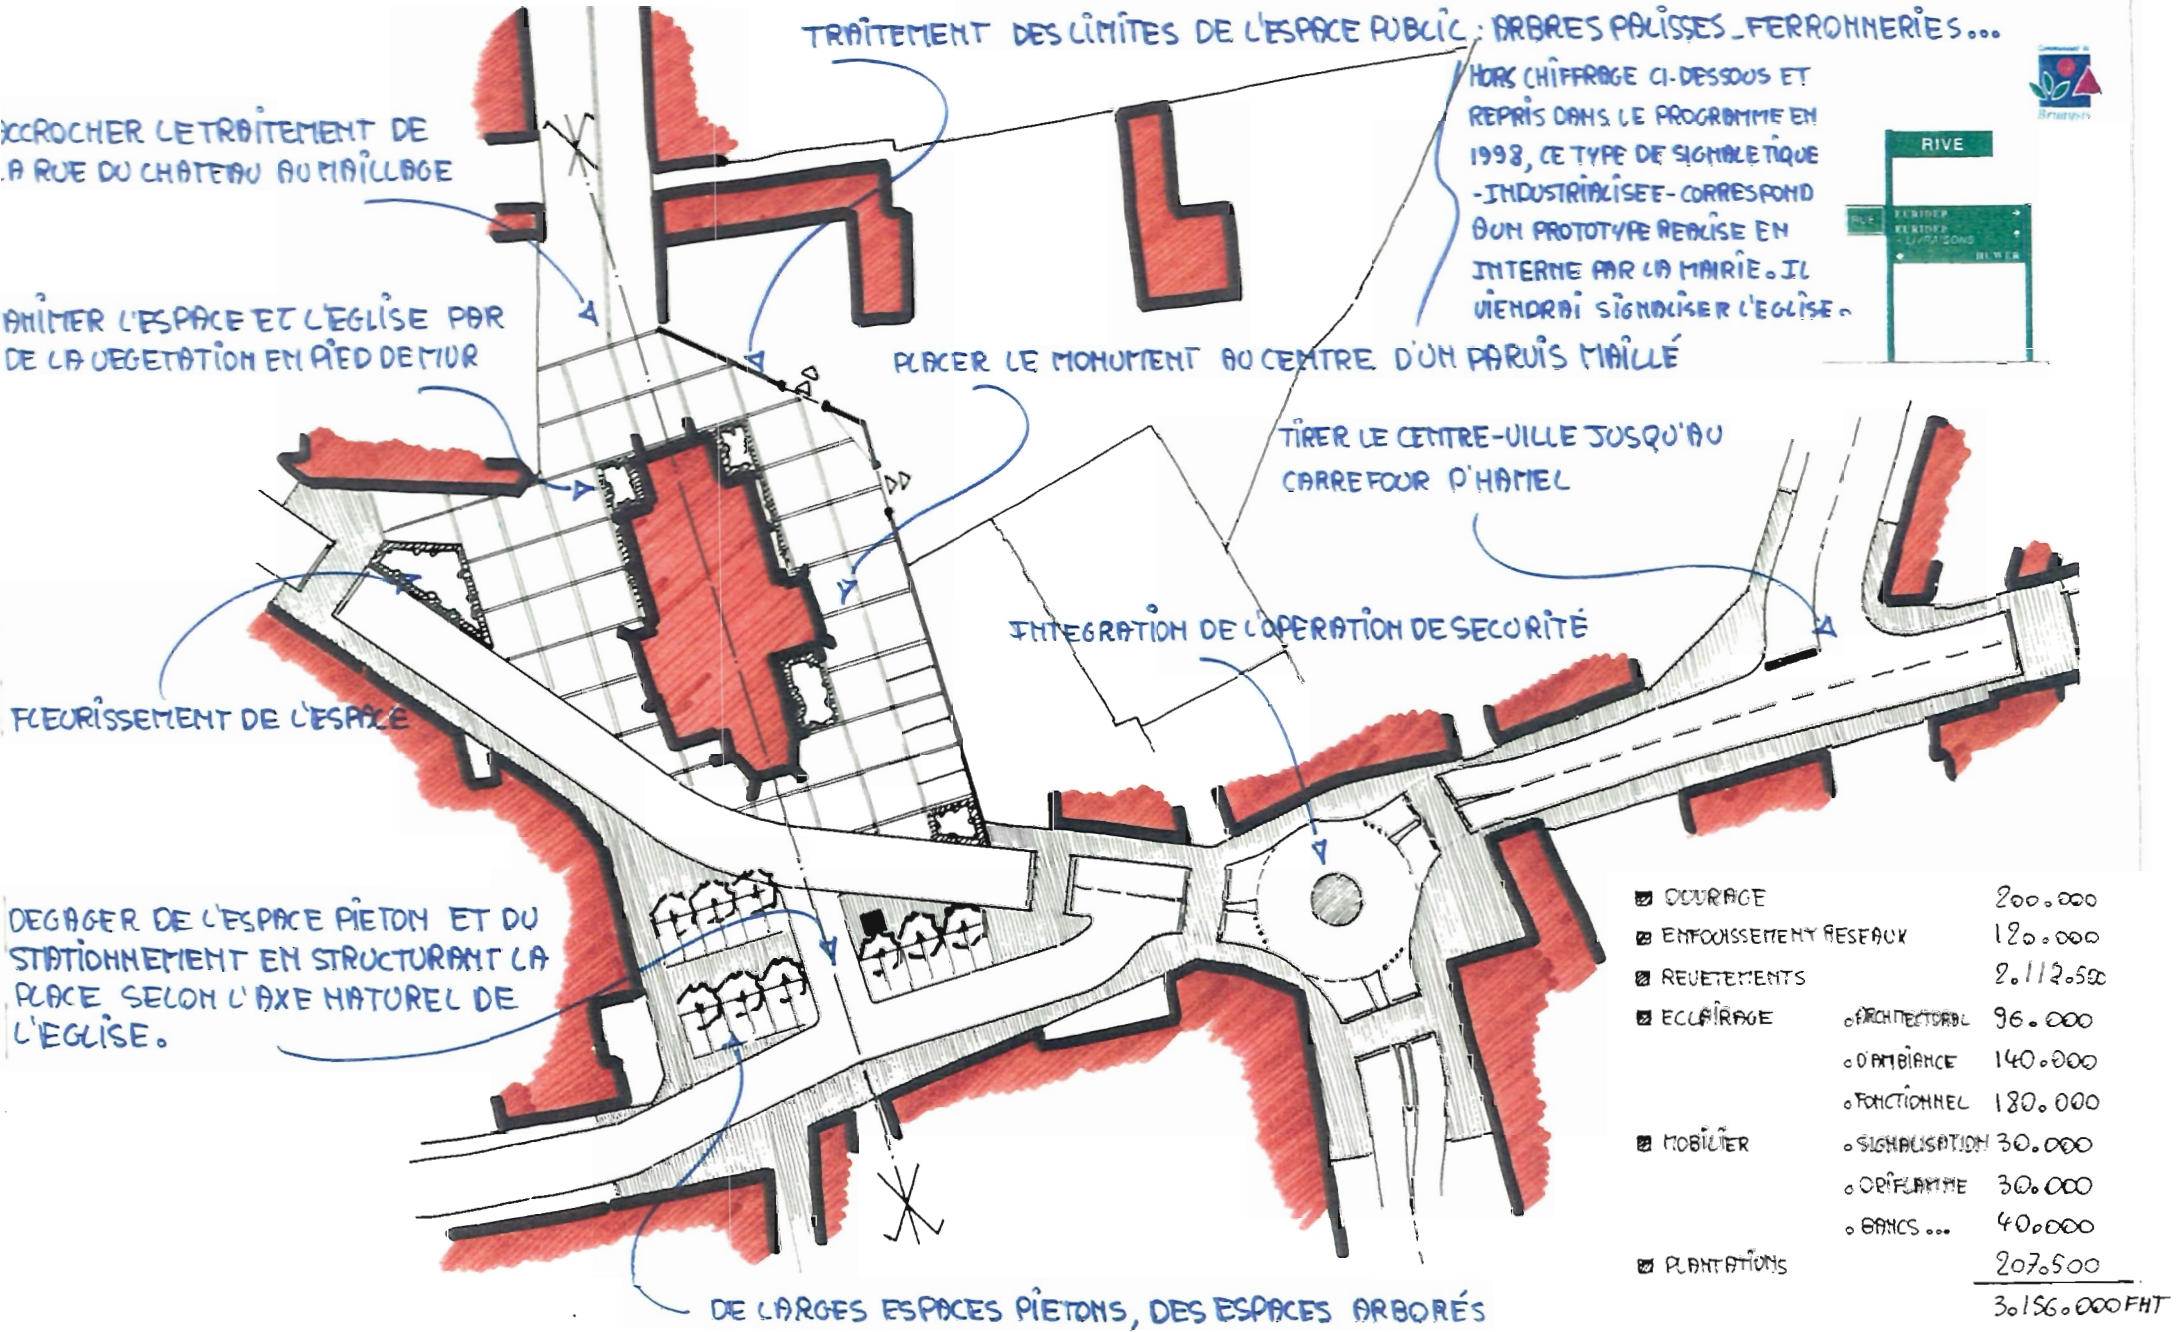 TRAITEMENT DES LIMITES DE L'ESPACE PUBLIC : ARBRES PALISSES_FERRONNERIES...
HORS CHIFFRAGE CI-DESSOUS ET
REPRIS DANS LE PROGRAMME EN
1998, CE TYPE DE SIGNALETIQUE
-INDUSTRIALISEE- CORRESPOND
A UN PROTOTYPE REALISE EN
INTERNE PAR LA MAIRIE. IL
VIENDRAI SIGNALISER L'EGLISE.
RIVE
RUE
EURIDEP
EURIDEP
- LIVRAISONS
HUWER
CCROCHER LE TRAITEMENT DE
A RUE DU CHATEAU AU MAILLAGE
ANIMER L'ESPACE ET L'EGLISE PAR
DE LA VEGETATION EN PIED DE MUR
PLACER LE MONUMENT AU CENTRE D'UN PARVIS MAILLÉ
TIRER LE CENTRE-VILLE JUSQU'AU
CARREFOUR D'HAMEL
INTEGRATION DE L'OPERATION DE SECURITÉ
FLEURISSEMENT DE L'ESPACE
DEGAGER DE L'ESPACE PIETON ET DU
STATIONNEMENT EN STRUCTURANT LA
PLACE SELON L'AXE NATUREL DE
L'EGLISE.
DE LARGES ESPACES PIETONS, DES ESPACES ARBORÉS
OUVRAGE 200.000
ENFOUISSEMENT RESEAUX 120.000
REVETEMENTS 2.112.500
ECLAIRAGE ARCHITECTURAL 96.000
D'AMBIANCE 140.000
FONCTIONNEL 180.000
MOBILIER SIGNALISATION 30.000
ORIFLAMME 30.000
BANCS... 40.000
PLANTATIONS 207.500
3.156.000 FHT